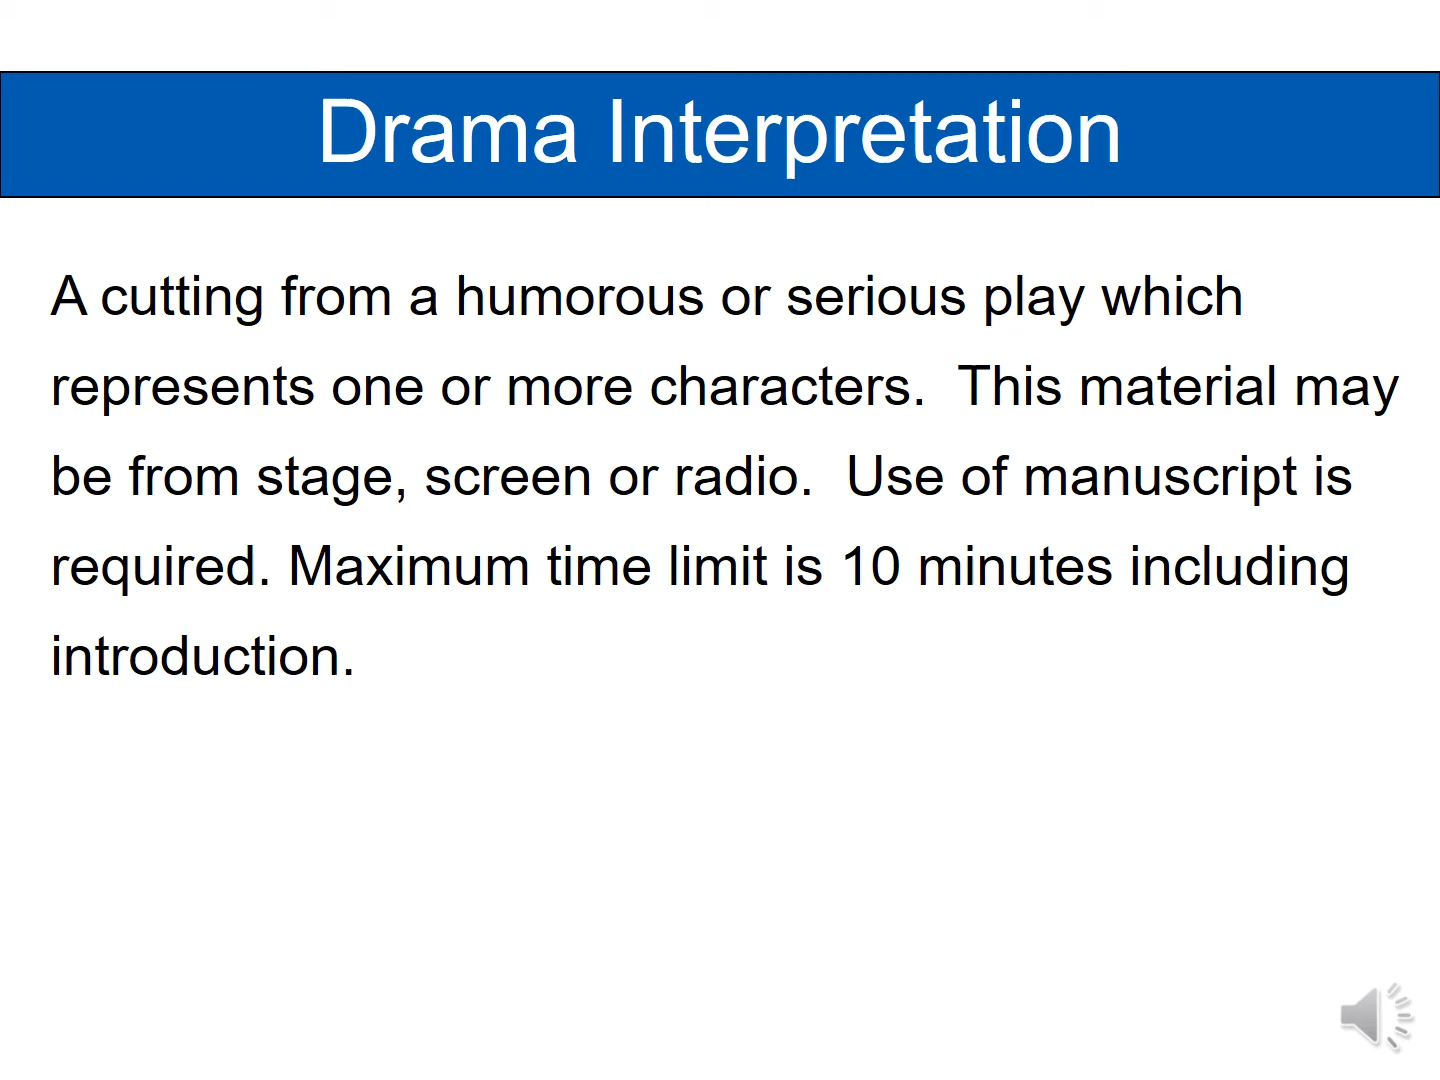 Drama Interpretation
A cutting from a humorous or serious play which
represents one or more characters.  This material may
be from stage, screen or radio.  Use of manuscript is
required. Maximum time limit is 10 minutes including
introduction.